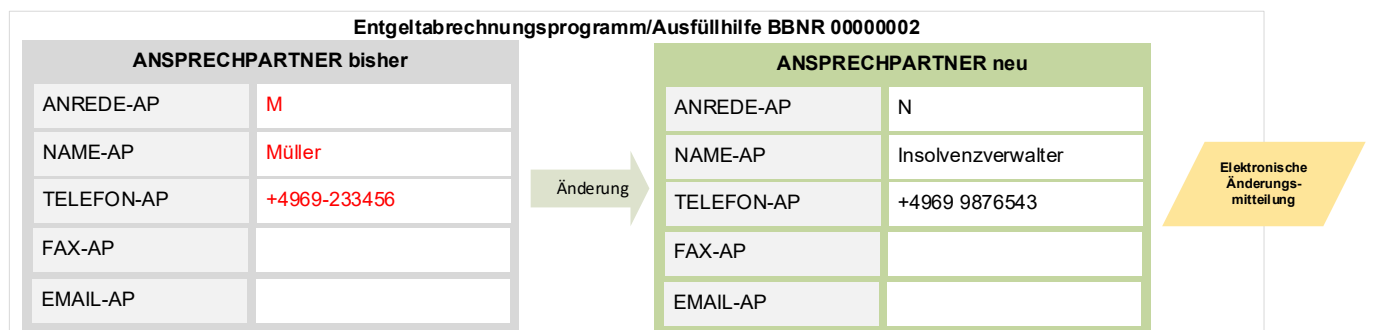 Entgeltabrechnungsprogramm/Ausfüllhilfe BBNR 00000002
ANSPRECHPARTNER bisher
ANREDE-AP M
NAME-AP Müller
TELEFON-AP +4969-233456
FAX-AP
EMAIL-AP
Änderung
ANSPRECHPARTNER neu
ANREDE-AP N
NAME-AP Insolvenzverwalter
TELEFON-AP +4969 9876543
FAX-AP
EMAIL-AP
Elektronische
Änderungs-
mitteilung